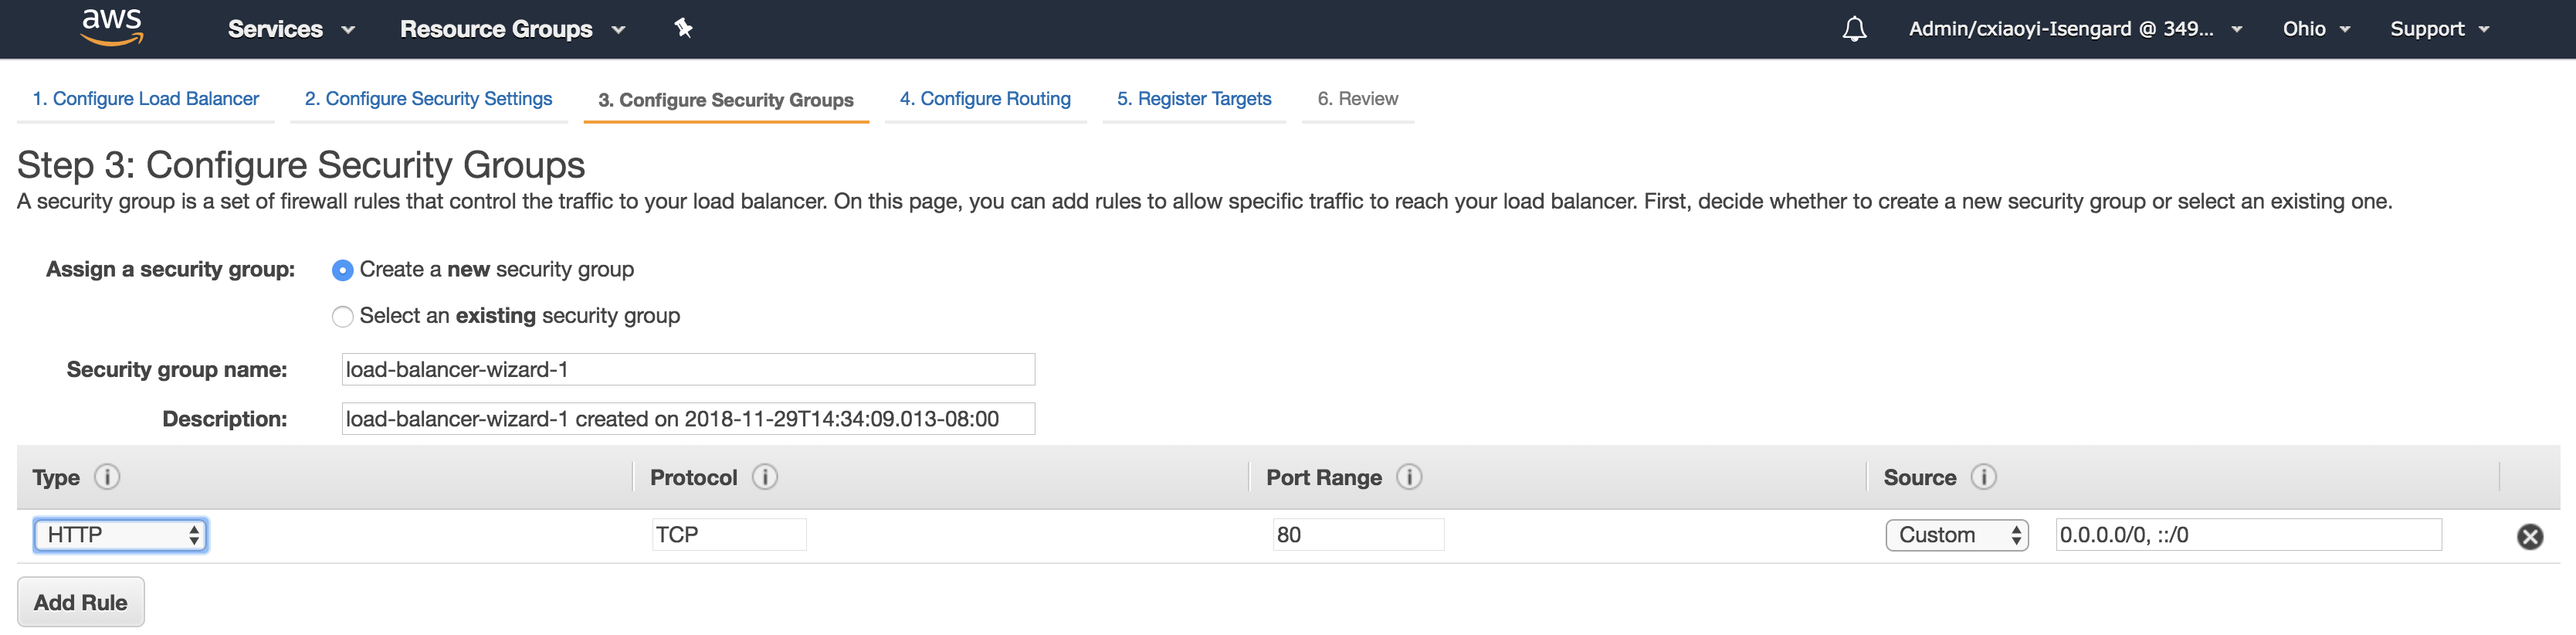 aws Services Resource Groups Admin/cxiaoyi-Isengard @ 349... Ohio Support
1. Configure Load Balancer 2. Configure Security Settings 3. Configure Security Groups 4. Configure Routing 5. Register Targets 6. Review
Step 3: Configure Security Groups
A security group is a set of firewall rules that control the traffic to your load balancer. On this page, you can add rules to allow specific traffic to reach your load balancer. First, decide whether to create a new security group or select an existing one.
Assign a security group: Create a new security group
Select an existing security group
Security group name: load-balancer-wizard-1
Description: load-balancer-wizard-1 created on 2018-11-29T14:34:09.013-08:00
Type i Protocol i Port Range i Source i
HTTP TCP 80 Custom 0.0.0.0/0, ::/0
Add Rule